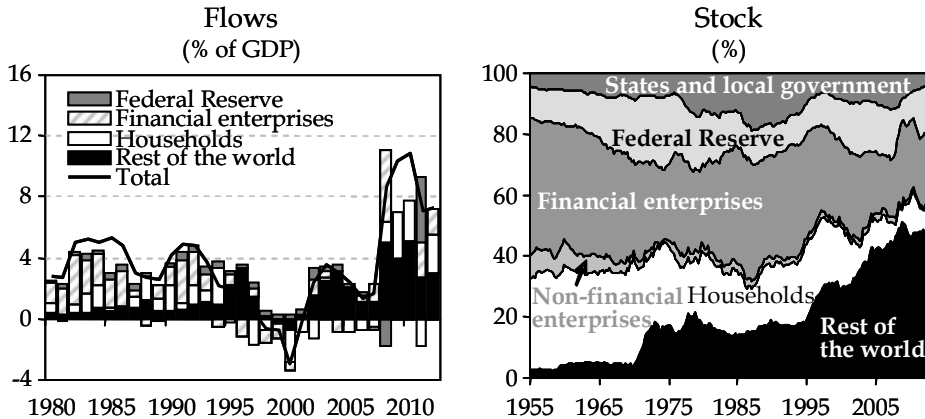 Flows
(% of GDP)
16
12
8
4
0
-4
Federal Reserve
Financial enterprises
Households
Rest of the world
Total
1980 1985 1990 1995 2000 2005 2010
Stock
(%)
100
80
60
40
20
0
States and local government
Federal Reserve
Financial enterprises
Non-financial
enterprises
Households
Rest of
the world
1955 1965 1975 1985 1995 2005